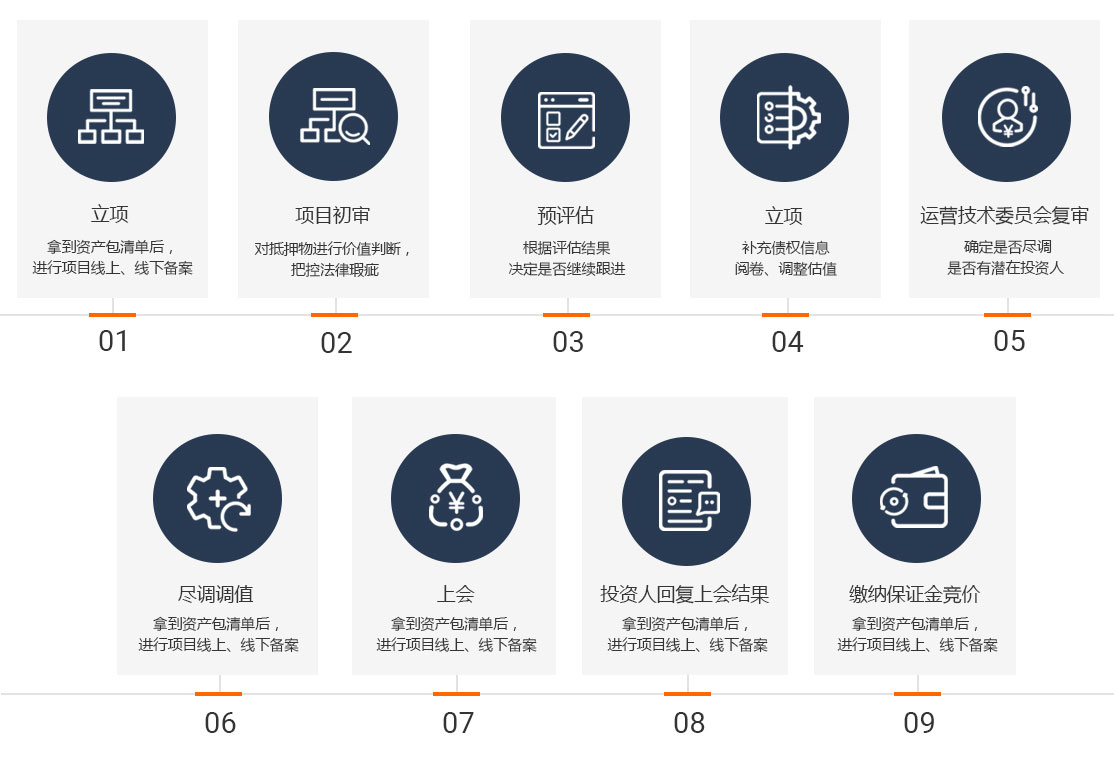 立项
拿到资产包清单后，
进行项目线上、线下备案
01
项目初审
对抵押物进行价值判断，
把控法律瑕疵
02
预评估
根据评估结果
决定是否继续跟进
03
立项
补充债权信息
阅卷、调整估值
04
运营技术委员会复审
确定是否尽调
是否有潜在投资人
05
尽调调值
拿到资产包清单后，
进行项目线上、线下备案
06
上会
拿到资产包清单后，
进行项目线上、线下备案
07
投资人回复上会结果
拿到资产包清单后，
进行项目线上、线下备案
08
缴纳保证金竞价
拿到资产包清单后，
进行项目线上、线下备案
09